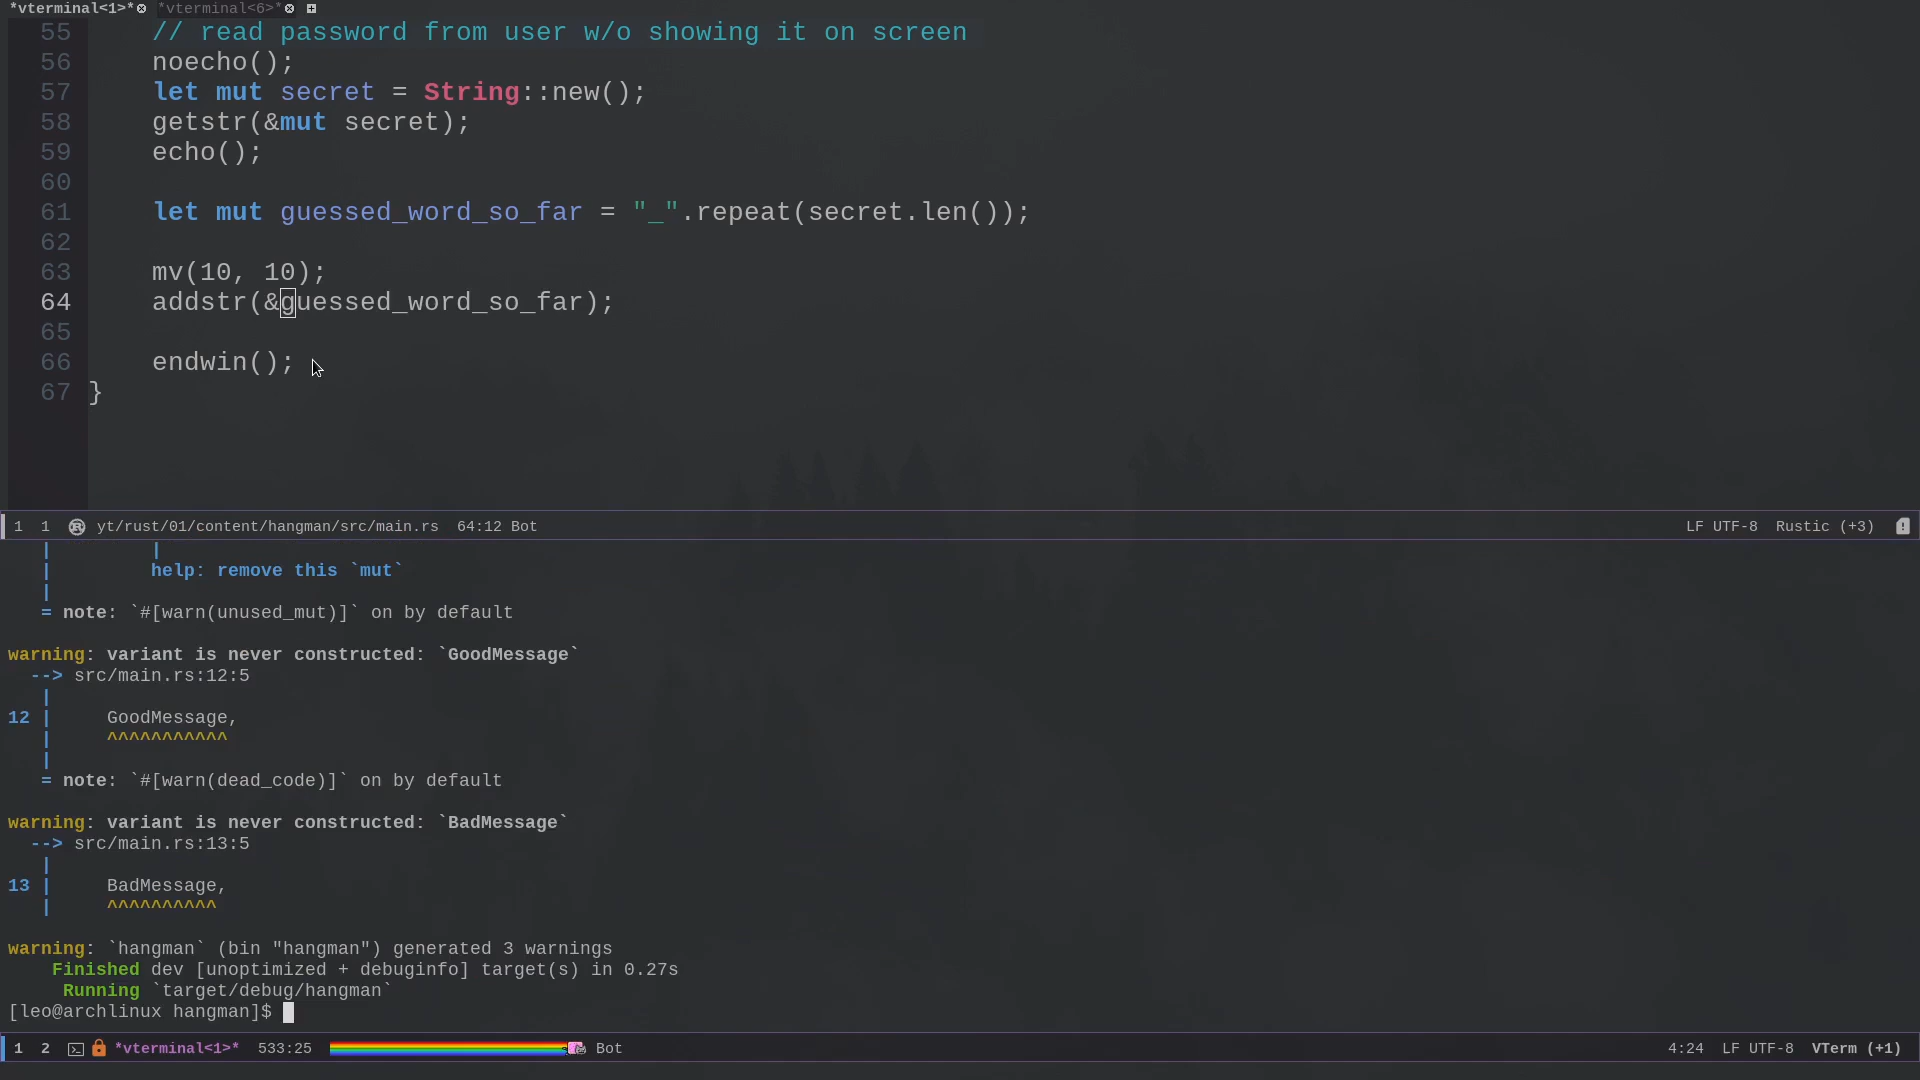 *vterminal<1>* *vterminal<6>*
55 // read password from user w/o showing it on screen
56 noecho();
57 let mut secret = String::new();
58 getstr(&mut secret);
59 echo();
60
61 let mut guessed_word_so_far = "_".repeat(secret.len());
62
63 mv(10, 10);
64 addstr(&guessed_word_so_far);
65
66 endwin();
67 }
1 1 yt/rust/01/content/hangman/src/main.rs 64:12 Bot LF UTF-8 Rustic (+3)
| |
| help: remove this `mut`
|
= note: `#[warn(unused_mut)]` on by default
warning: variant is never constructed: `GoodMessage`
--> src/main.rs:12:5
|
12 | GoodMessage,
| ^^^^^^^^^^^
|
= note: `#[warn(dead_code)]` on by default
warning: variant is never constructed: `BadMessage`
--> src/main.rs:13:5
|
13 | BadMessage,
| ^^^^^^^^^^
warning: `hangman` (bin "hangman") generated 3 warnings
Finished dev [unoptimized + debuginfo] target(s) in 0.27s
Running `target/debug/hangman`
[leo@archlinux hangman]$
1 2 *vterminal<1>* 533:25 Bot 4:24 LF UTF-8 VTerm (+1)